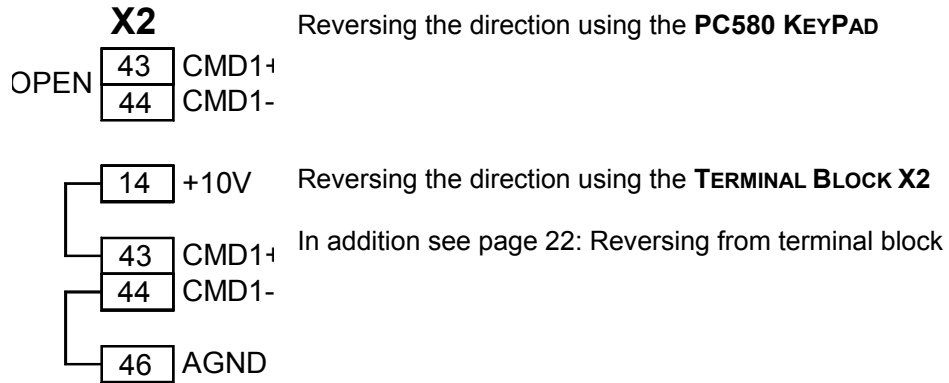 X2 Reversing the direction using the PC580 KEYPAD
OPEN 43 CMD1+
44 CMD1-
14 +10V Reversing the direction using the TERMINAL BLOCK X2
43 CMD1+ In addition see page 22: Reversing from terminal block
44 CMD1-
46 AGND